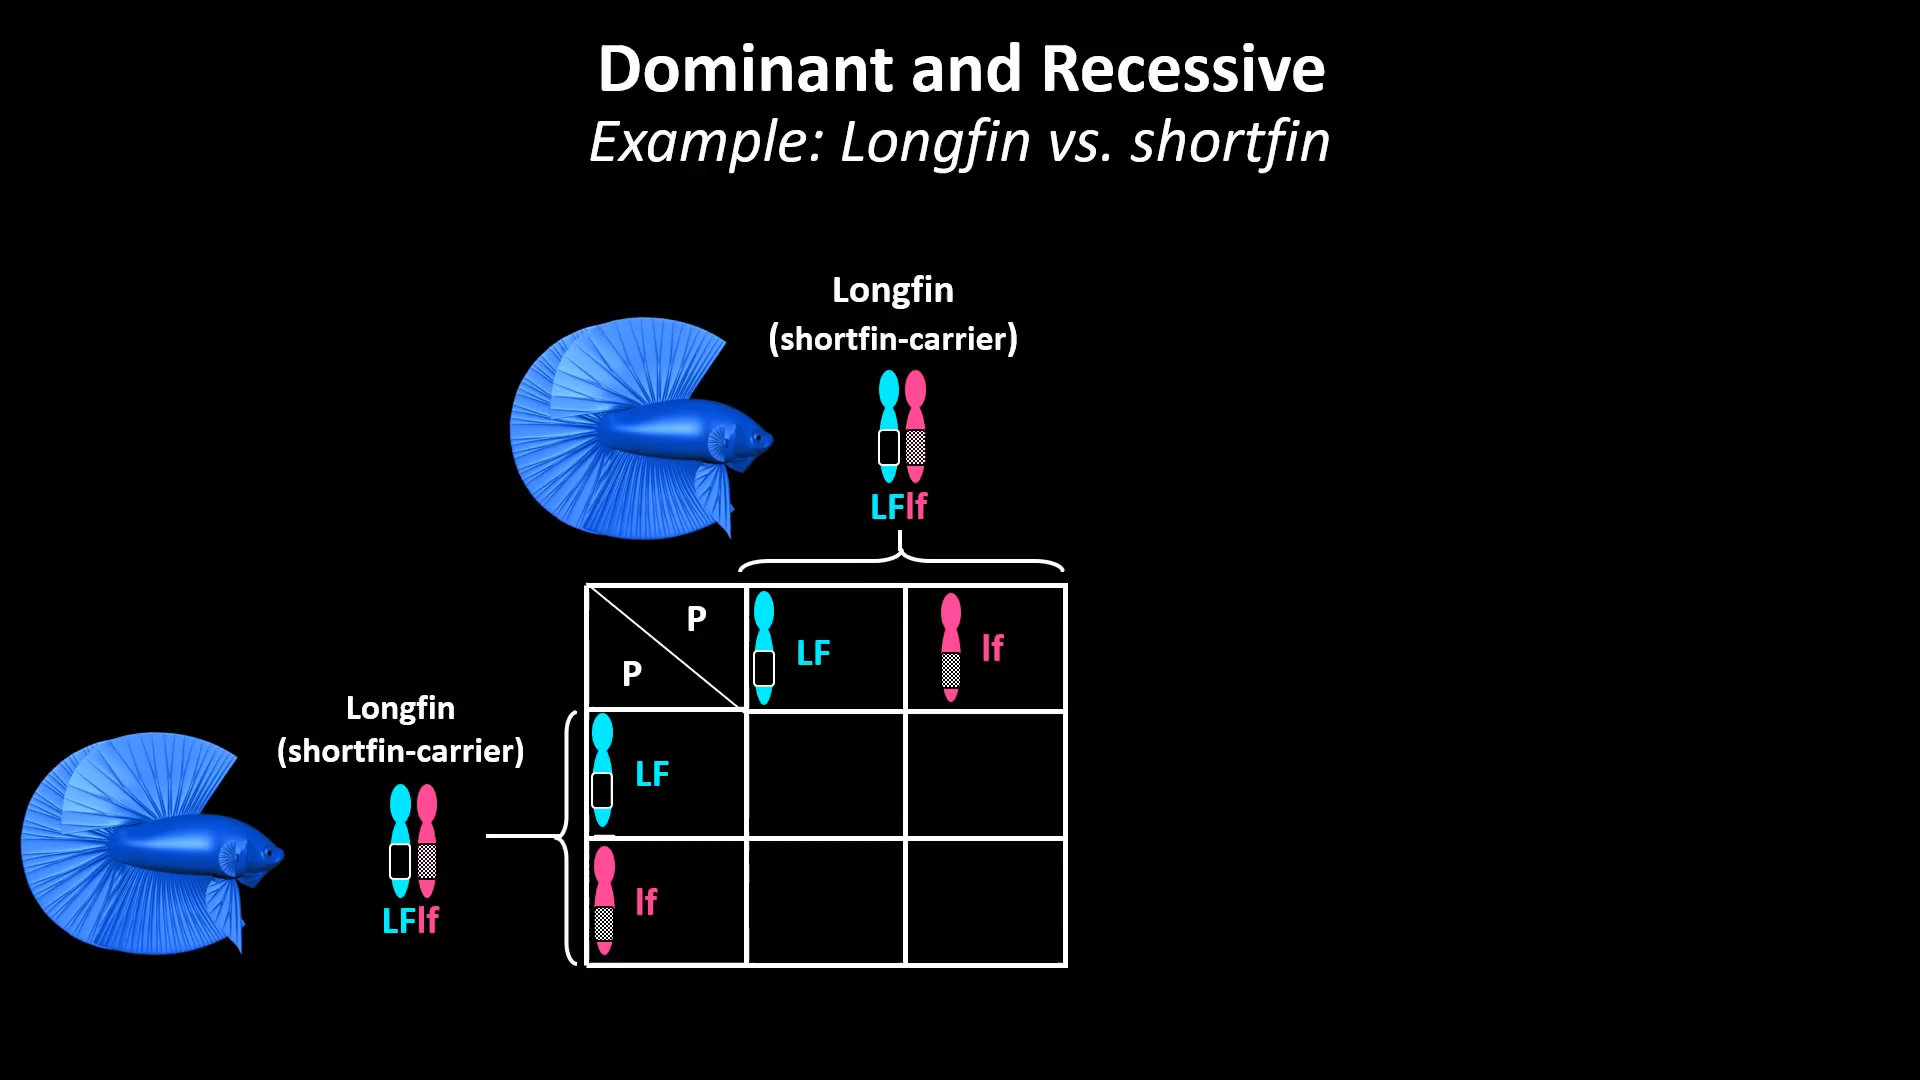 Dominant and Recessive
Example: Longfin vs. shortfin
Longfin
(shortfin-carrier)
LFlf
P
P
LF
lf
Longfin
(shortfin-carrier)
LFlf
LF
lf